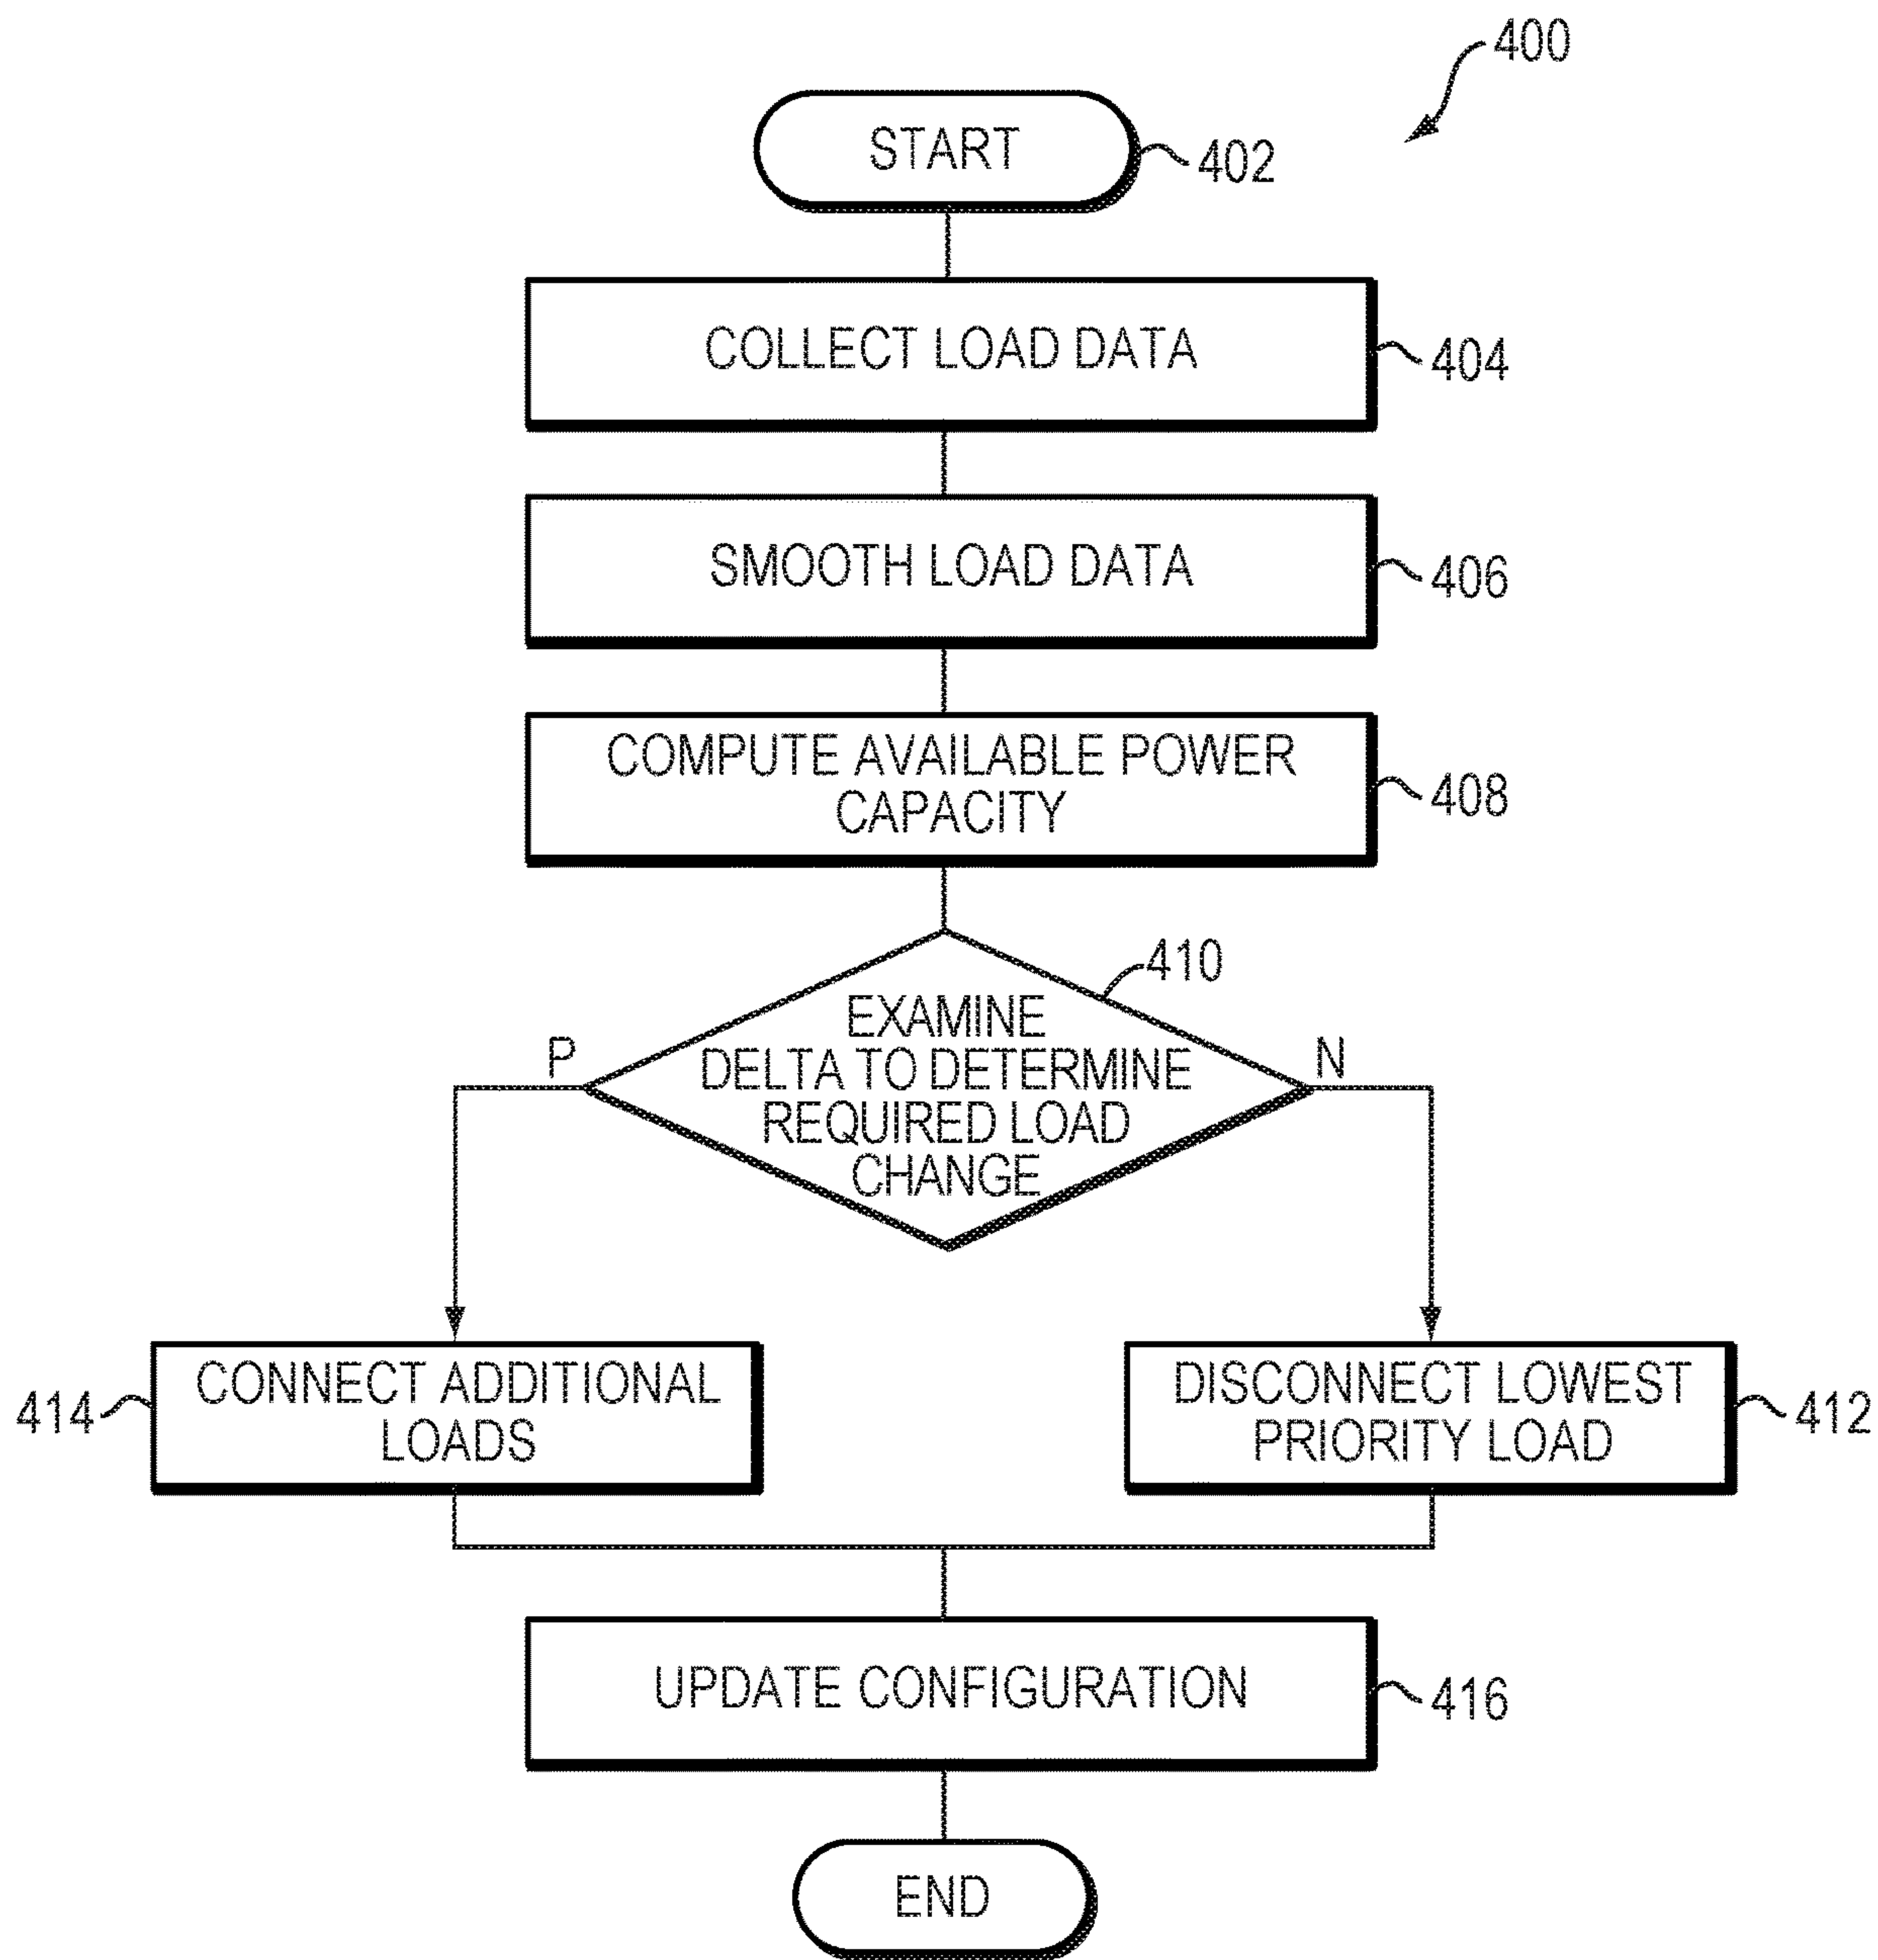 400
START
402
COLLECT LOAD DATA
404
SMOOTH LOAD DATA
406
COMPUTE AVAILABLE POWER
CAPACITY
408
410
EXAMINE
DELTA TO DETERMINE
REQUIRED LOAD
CHANGE
P
N
CONNECT ADDITIONAL
LOADS
414
DISCONNECT LOWEST
PRIORITY LOAD
412
UPDATE CONFIGURATION
416
END